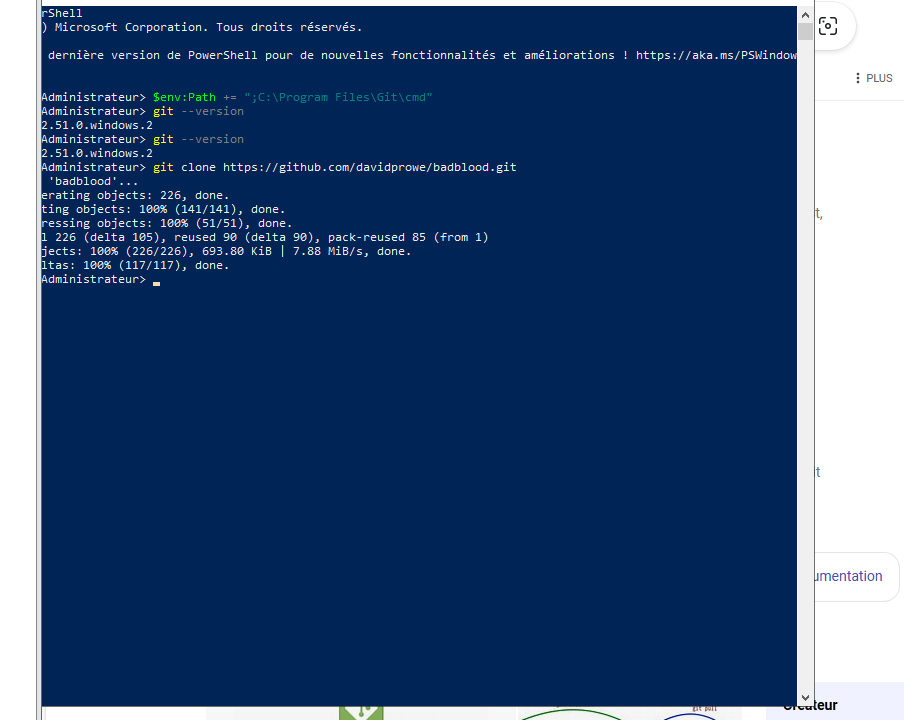 rShell
) Microsoft Corporation. Tous droits réservés.
dernière version de PowerShell pour de nouvelles fonctionnalités et améliorations ! https://aka.ms/PSWindow
Administrateur> $env:Path += ";C:\Program Files\Git\cmd"
Administrateur> git --version
2.51.0.windows.2
Administrateur> git --version
2.51.0.windows.2
Administrateur> git clone https://github.com/davidprowe/badblood.git
'badblood'...
erating objects: 226, done.
ting objects: 100% (141/141), done.
ressing objects: 100% (51/51), done.
l 226 (delta 105), reused 90 (delta 90), pack-reused 85 (from 1)
jects: 100% (226/226), 693.80 KiB | 7.88 MiB/s, done.
ltas: 100% (117/117), done.
Administrateur>
PLUS
t,
t
umentation
Créateur
git pull